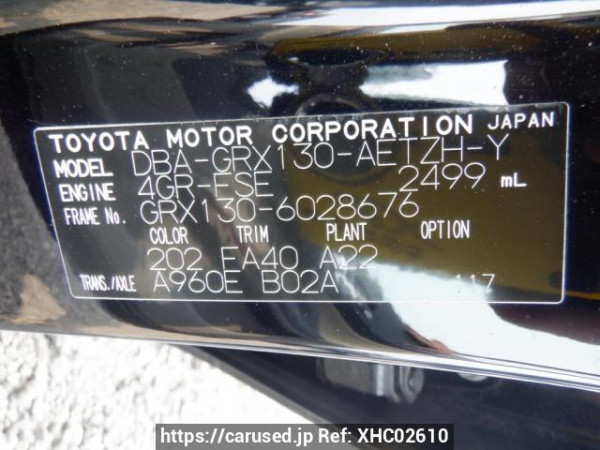 TOYOTA MOTOR CORPORATION JAPAN
MODEL DBA-GRX130-AETZH-Y
ENGINE 4GR-FSE 2499 mL
FRAME No. GRX130-6028676
COLOR TRIM PLANT OPTION
202 FA40 A22
TRANS./AXLE A960E B02A 117
https://carused.jp Ref: XHC02610